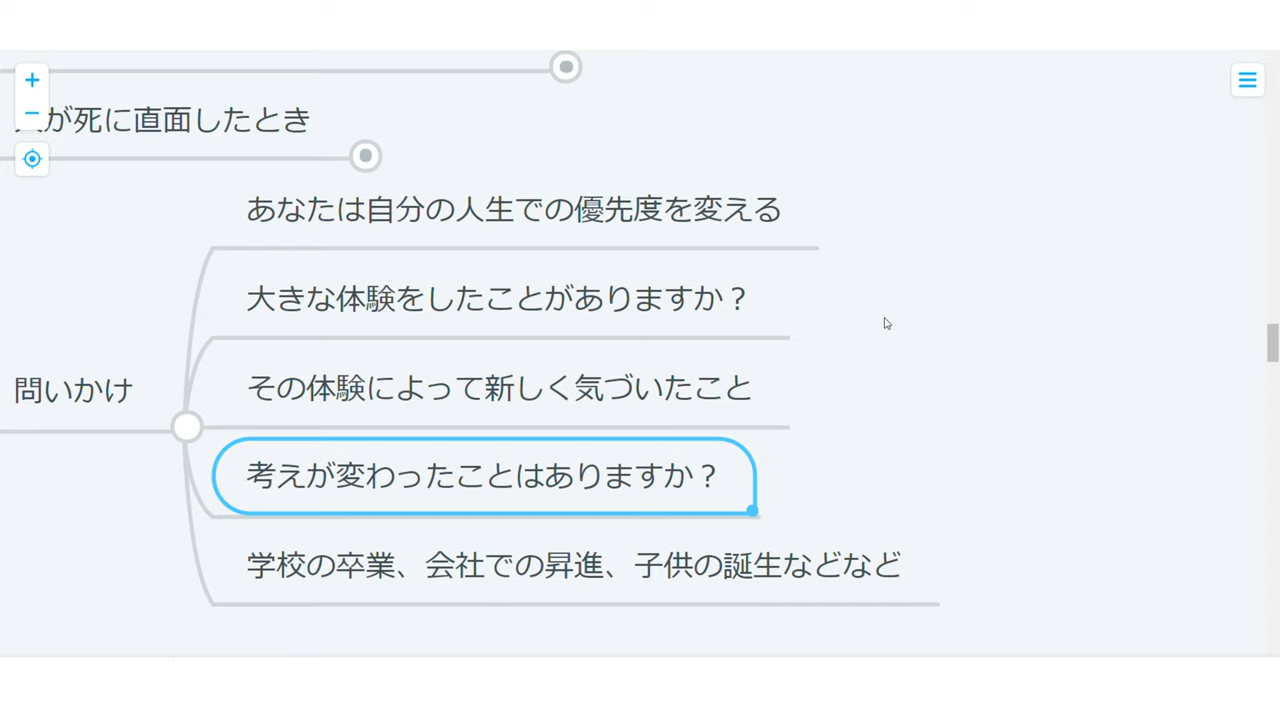 が死に直面したとき
あなたは自分の人生での優先度を変える
大きな体験をしたことがありますか？
その体験によって新しく気づいたこと
問いかけ
考えが変わったことはありますか？
学校の卒業、会社での昇進、子供の誕生などなど